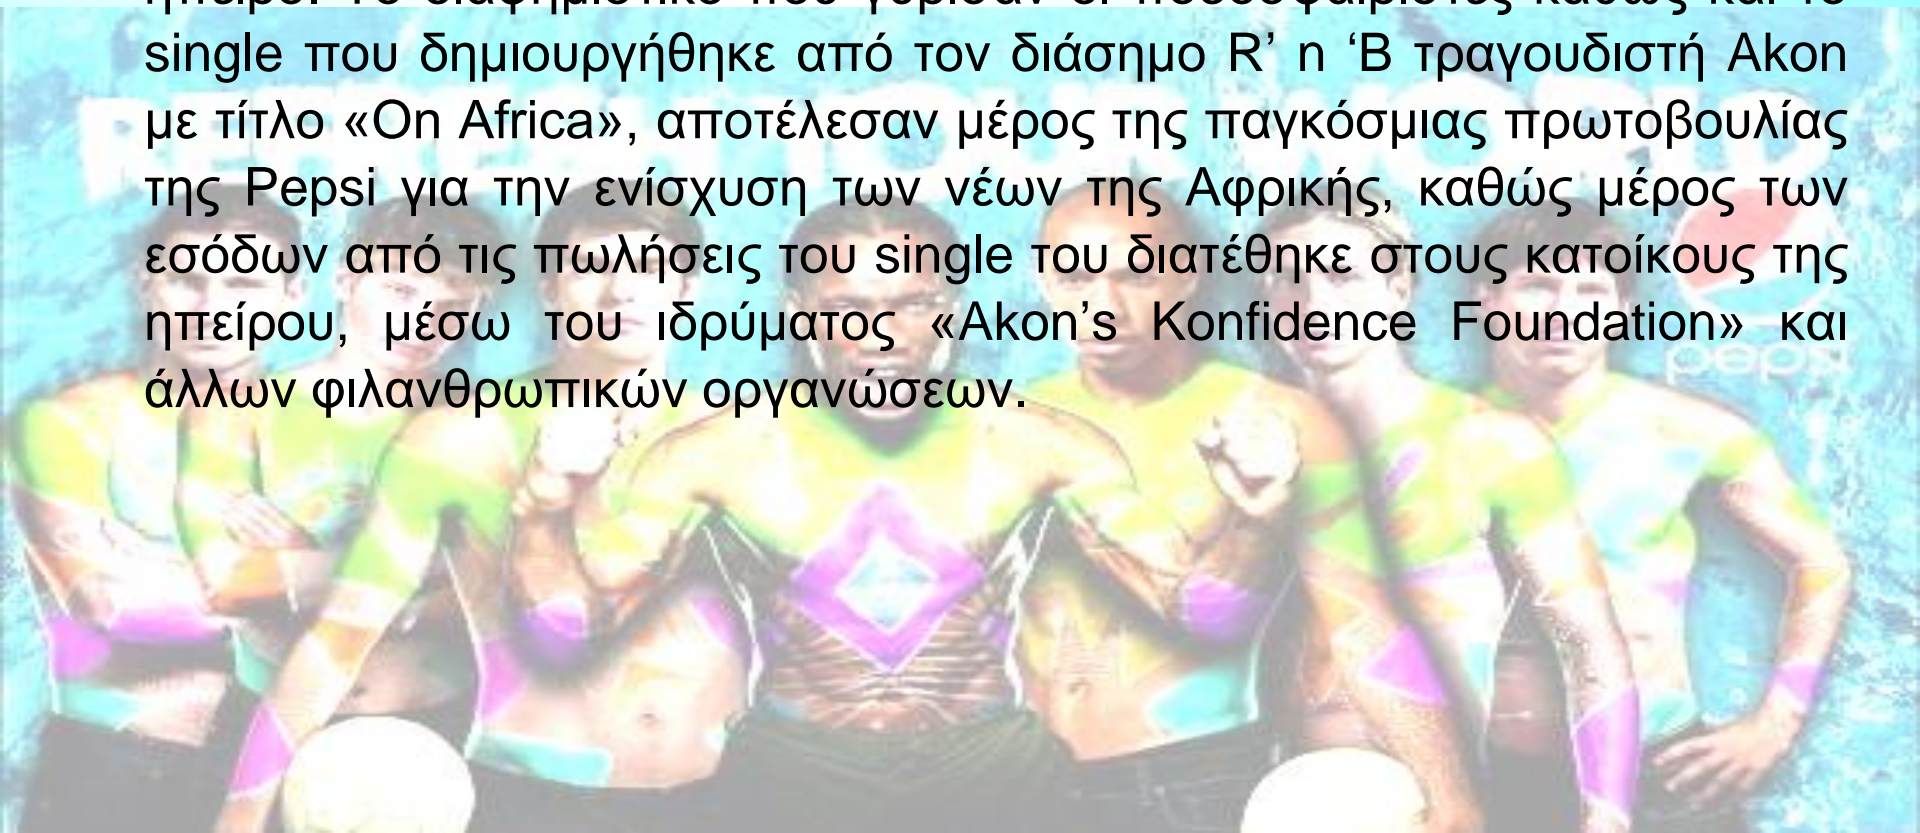 single που δημιουργήθηκε από τον διάσημο R’ n ‘B τραγουδιστή Akon
με τίτλο «On Africa», αποτέλεσαν μέρος της παγκόσμιας πρωτοβουλίας
της Pepsi για την ενίσχυση των νέων της Αφρικής, καθώς μέρος των
εσόδων από τις πωλήσεις του single του διατέθηκε στους κατοίκους της
ηπείρου, μέσω του ιδρύματος «Akon’s Konfidence Foundation» και
άλλων φιλανθρωπικών οργανώσεων.
pepsi